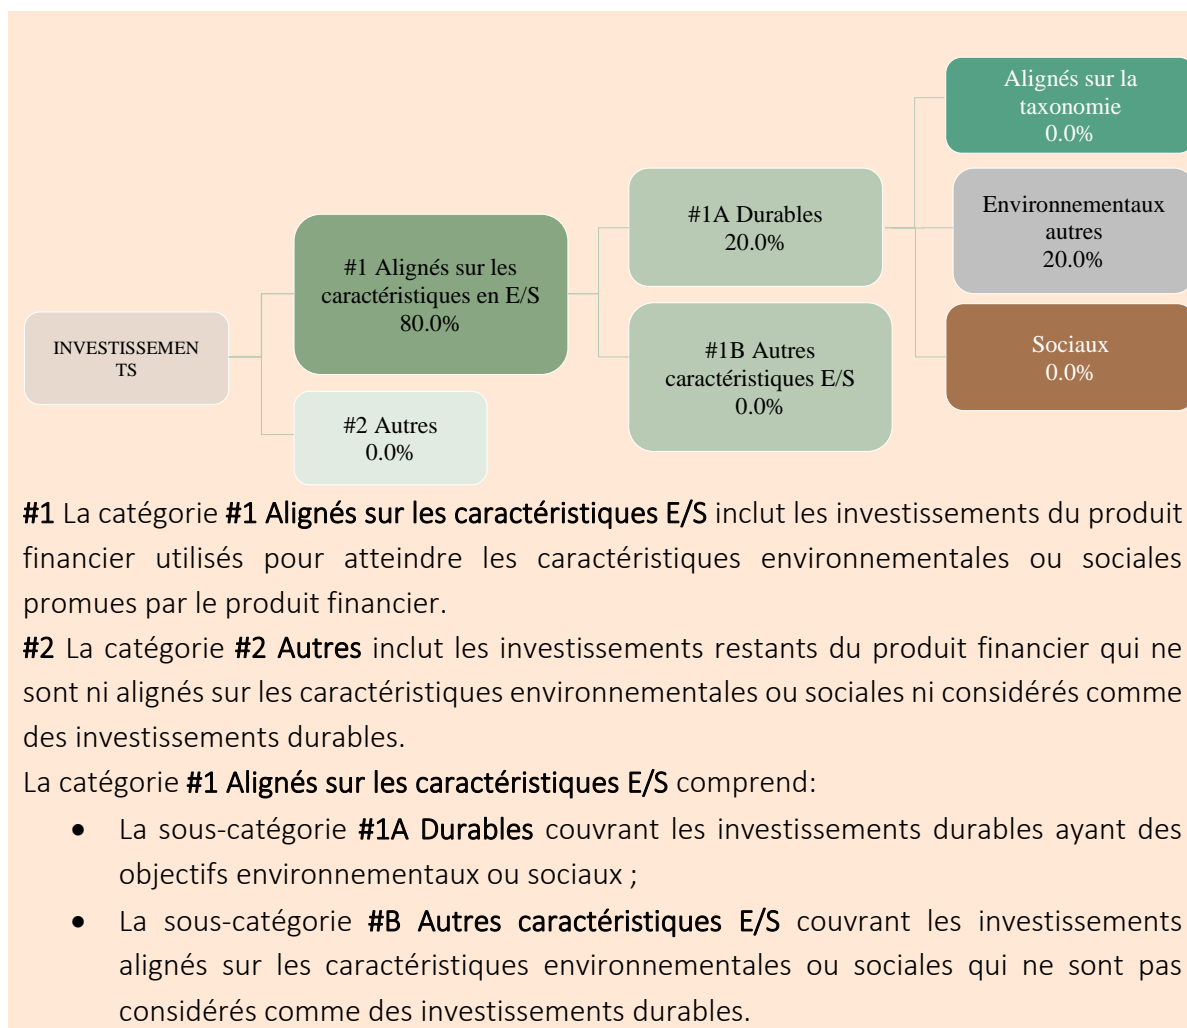 INVESTISSEMEN
TS
#1 Alignés sur les
caractéristiques en E/S
80.0%
#2 Autres
0.0%
#1A Durables
20.0%
#1B Autres
caractéristiques E/S
0.0%
Alignés sur la
taxonomie
0.0%
Environnementaux
autres
20.0%
Sociaux
0.0%
#1 La catégorie #1 Alignés sur les caractéristiques E/S inclut les investissements du produit
financier utilisés pour atteindre les caractéristiques environnementales ou sociales
promues par le produit financier.
#2 La catégorie #2 Autres inclut les investissements restants du produit financier qui ne
sont ni alignés sur les caractéristiques environnementales ou sociales ni considérés comme
des investissements durables.
La catégorie #1 Alignés sur les caractéristiques E/S comprend:
• La sous-catégorie #1A Durables couvrant les investissements durables ayant des
objectifs environnementaux ou sociaux ;
• La sous-catégorie #B Autres caractéristiques E/S couvrant les investissements
alignés sur les caractéristiques environnementales ou sociales qui ne sont pas
considérés comme des investissements durables.